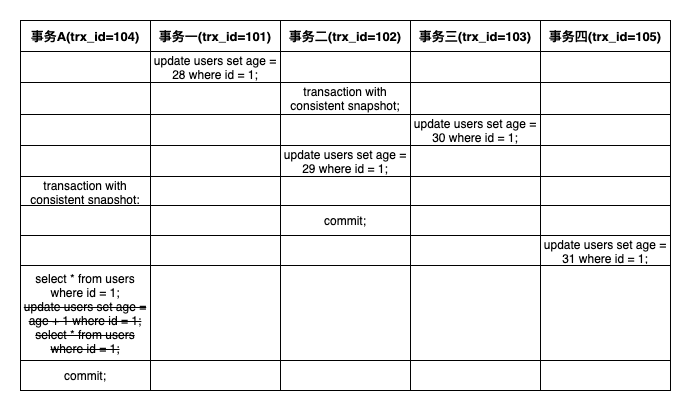 事务A(trx_id=104) 事务一(trx_id=101) 事务二(trx_id=102) 事务三(trx_id=103) 事务四(trx_id=105)
update users set age =
28 where id = 1;
transaction with
consistent snapshot;
update users set age =
30 where id = 1;
update users set age =
29 where id = 1;
transaction with
consistent snapshot;
commit;
update users set age =
31 where id = 1;
select * from users
where id = 1;
update users set age =
age + 1 where id = 1;
select * from users
where id = 1;
commit;